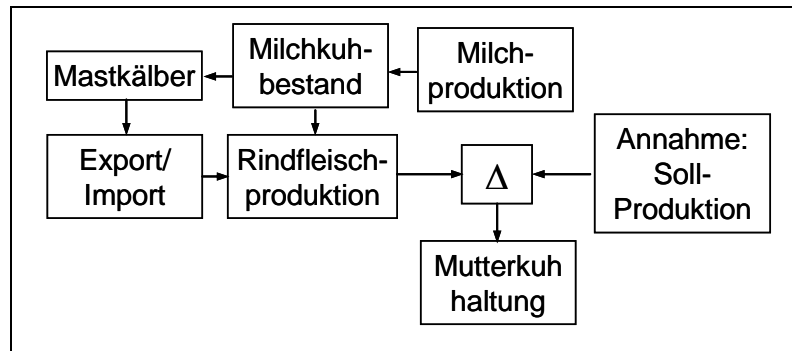 Mastkälber
Milchkuh-
bestand
Milch-
produktion
Export/
Import
Rindfleisch-
produktion
Δ
Annahme:
Soll-
Produktion
Mutterkuh
haltung